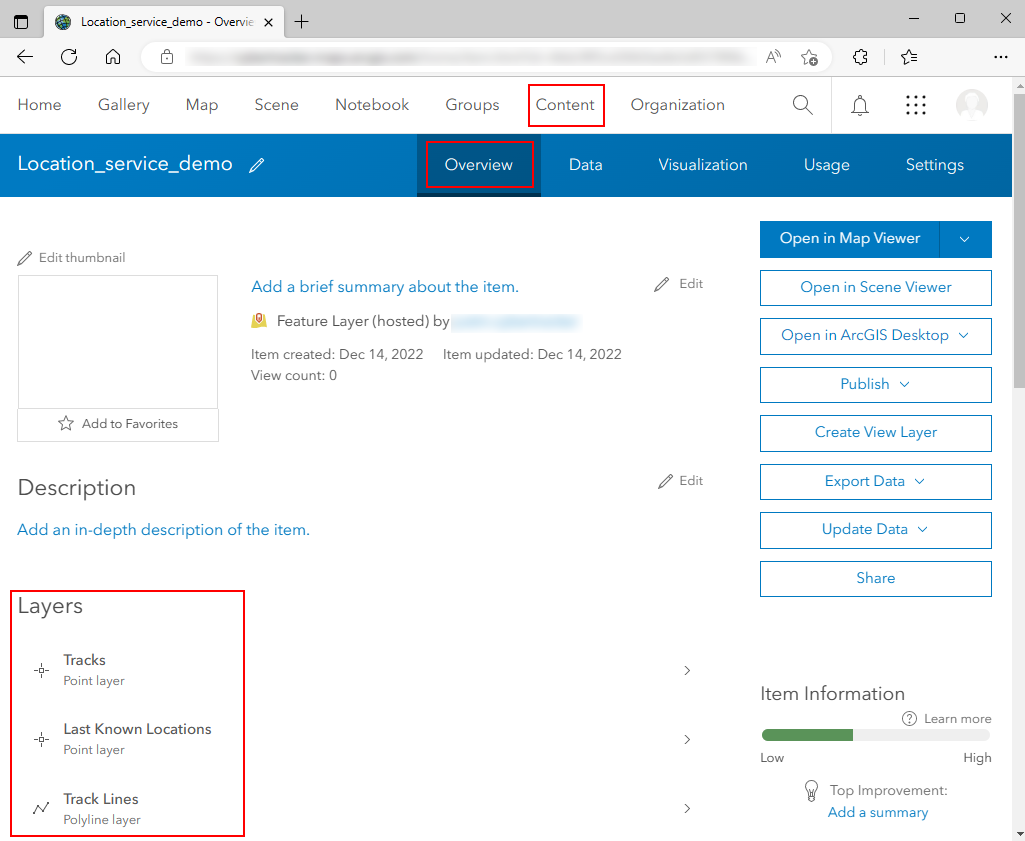 Location_service_demo - Overvie
Home Gallery Map Scene Notebook Groups Content Organization
Location_service_demo Overview Data Visualization Usage Settings
Edit thumbnail
Add to Favorites
Add a brief summary about the item.
Edit
Feature Layer (hosted) by
Item created: Dec 14, 2022 Item updated: Dec 14, 2022
View count: 0
Description
Edit
Add an in-depth description of the item.
Layers
Tracks
Point layer
Last Known Locations
Point layer
Track Lines
Polyline layer
Open in Map Viewer
Open in Scene Viewer
Open in ArcGIS Desktop
Publish
Create View Layer
Export Data
Update Data
Share
Item Information
Learn more
Low High
Top Improvement:
Add a summary